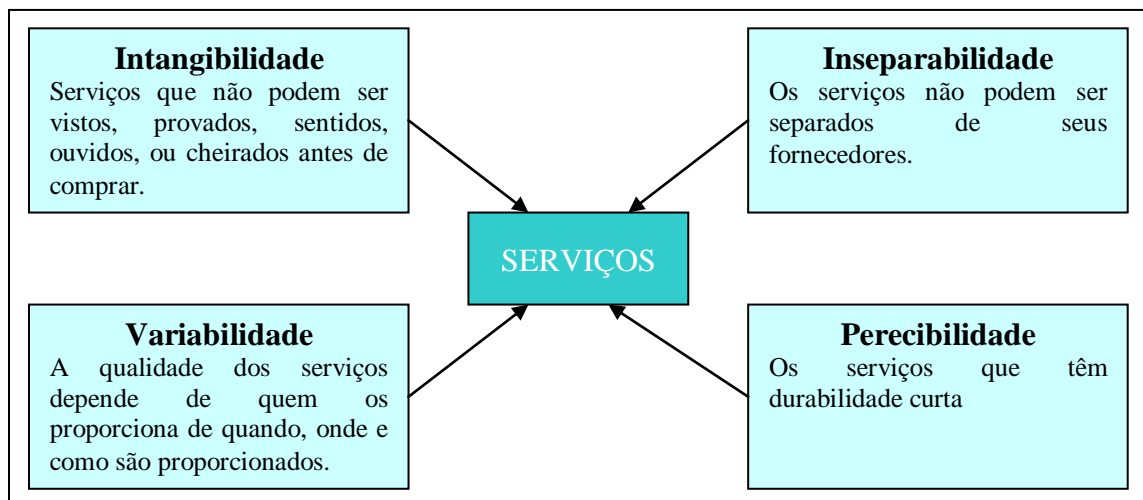 Intangibilidade
Serviços que não podem ser
vistos, provados, sentidos,
ouvidos, ou cheirados antes de
comprar.
Inseparabilidade
Os serviços não podem ser
separados de seus
fornecedores.
SERVIÇOS
Variabilidade
A qualidade dos serviços
depende de quem os
proporciona de quando, onde e
como são proporcionados.
Perecibilidade
Os serviços que têm
durabilidade curta